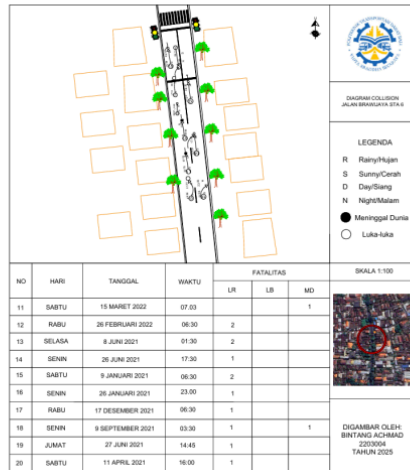 DIAGRAM COLLISION
JALAN BRAWIJAYA STA 6
LEGENDA
R Rainy/Hujan
S Sunny/Cerah
D Day/Siang
N Night/Malam
Meninggal Dunia
Luka-luka
SKALA 1:100
NO HARI TANGGAL WAKTU FATALITAS
LR LB MD
11 SABTU 15 MARET 2022 07.03 1
12 RABU 26 FEBRUARI 2022 06:30 2
13 SELASA 8 JUNI 2021 01:30 2
14 SENIN 26 JUNI 2021 17:30 1
15 SABTU 9 JANUARI 2021 06:30 2
16 SENIN 26 JANUARI 2021 23.00 1
17 RABU 17 DESEMBER 2021 06:30 1
18 SENIN 9 SEPTEMBER 2021 03:30 1 1
19 JUMAT 27 JUNI 2021 14:45 1
20 SABTU 11 APRIL 2021 16:00 1
DIGAMBAR OLEH:
BINTANG ACHMAD
2203004
TAHUN 2025